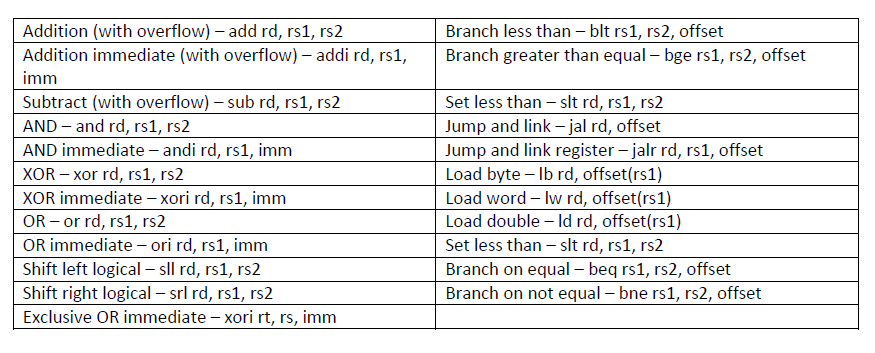 Addition (with overflow) – add rd, rs1, rs2
Branch less than – blt rs1, rs2, offset
Addition immediate (with overflow) – addi rd, rs1,
imm
Branch greater than equal – bge rs1, rs2, offset
Subtract (with overflow) – sub rd, rs1, rs2
Set less than – slt rd, rs1, rs2
AND – and rd, rs1, rs2
Jump and link – jal rd, offset
AND immediate – andi rd, rs1, imm
Jump and link register – jalr rd, rs1, offset
XOR – xor rd, rs1, rs2
Load byte – lb rd, offset(rs1)
XOR immediate – xori rd, rs1, imm
Load word – lw rd, offset(rs1)
OR – or rd, rs1, rs2
Load double – ld rd, offset(rs1)
OR immediate – ori rd, rs1, imm
Set less than – slt rd, rs1, rs2
Shift left logical – sll rd, rs1, rs2
Branch on equal – beq rs1, rs2, offset
Shift right logical – srl rd, rs1, rs2
Branch on not equal – bne rs1, rs2, offset
Exclusive OR immediate – xori rt, rs, imm